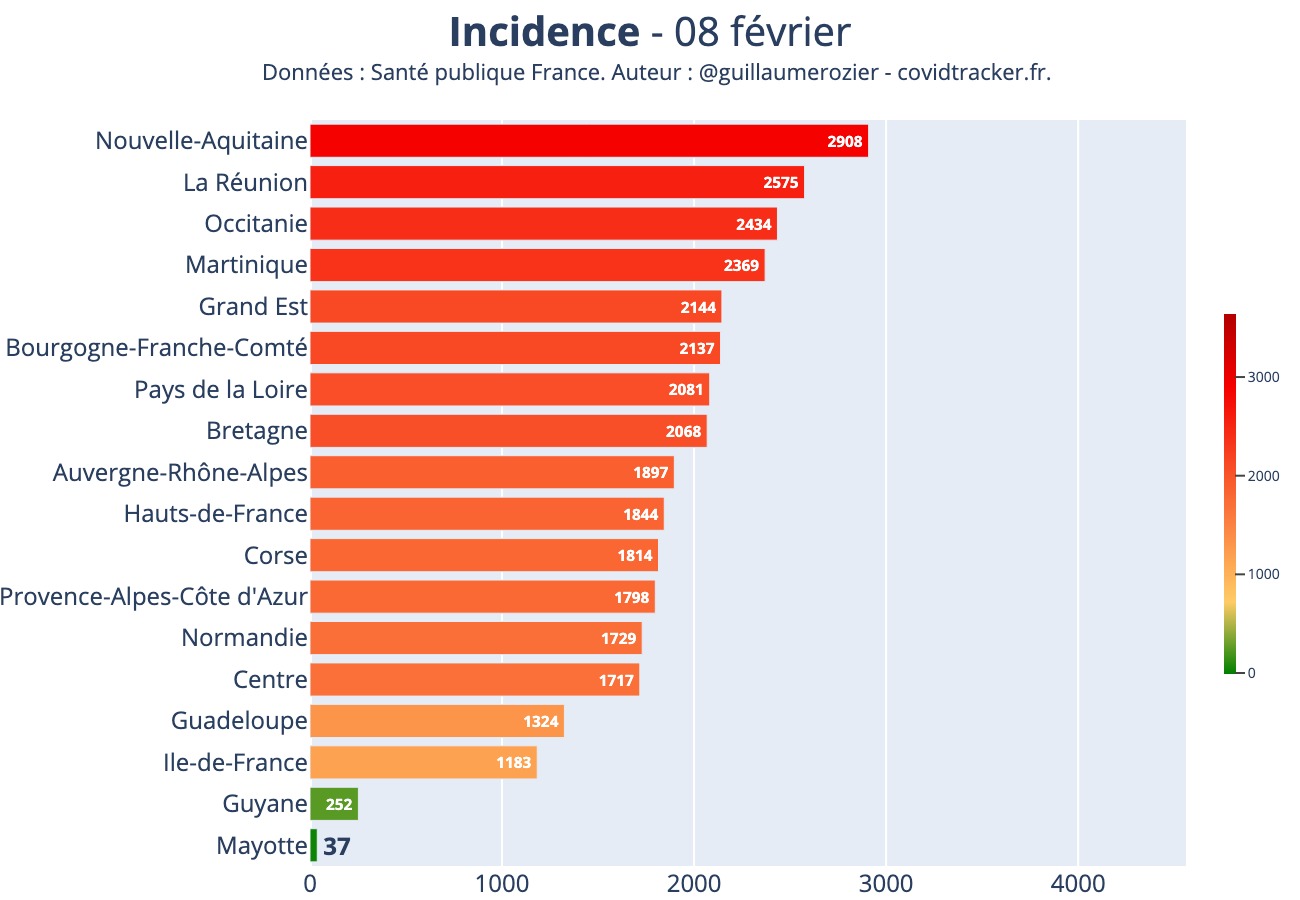 Incidence - 08 février
Données : Santé publique France. Auteur : @guillaumerozier - covidtracker.fr.
Nouvelle-Aquitaine 2908
La Réunion 2575
Occitanie 2434
Martinique 2369
Grand Est 2144
Bourgogne-Franche-Comté 2137
Pays de la Loire 2081
Bretagne 2068
Auvergne-Rhône-Alpes 1897
Hauts-de-France 1844
Corse 1814
Provence-Alpes-Côte d'Azur 1798
Normandie 1729
Centre 1717
Guadeloupe 1324
Ile-de-France 1183
Guyane 252
Mayotte 37
0 1000 2000 3000 4000
3000
2000
1000
0